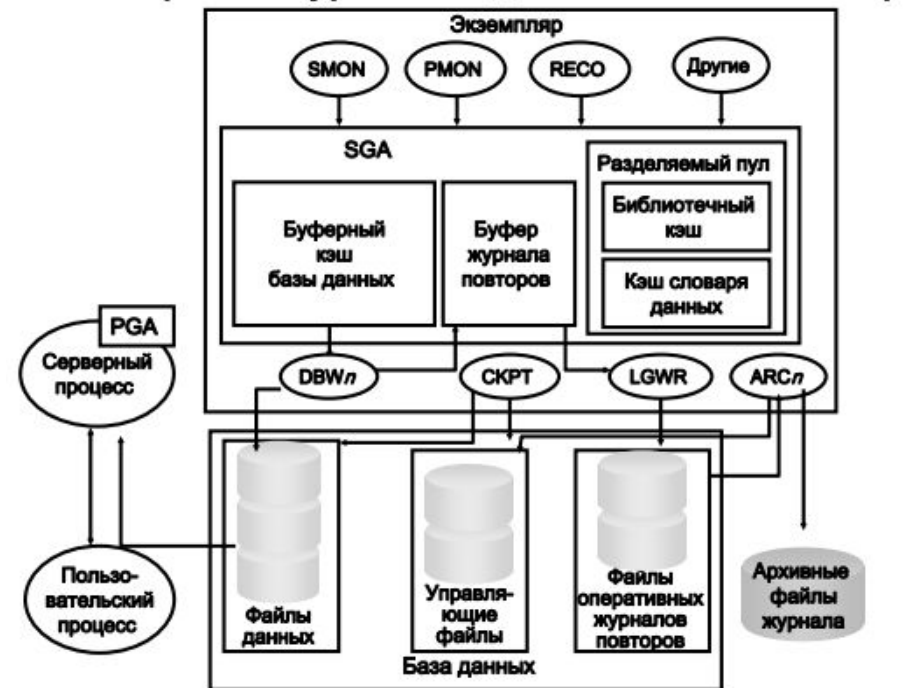 Экземпляр
SMON
PMON
RECO
Другие
SGA
Разделяемый пул
Библиотечный
кэш
Кэш словаря
данных
Буферный
кэш
базы данных
Буфер
журнала
повторов
PGA
Серверный
процесс
DBWn
CKPT
LGWR
ARCn
Пользо-
вательский
процесс
Файлы
данных
Управля-
ющие
файлы
Файлы
оперативных
журналов
повторов
База данных
Архивные
файлы
журнала